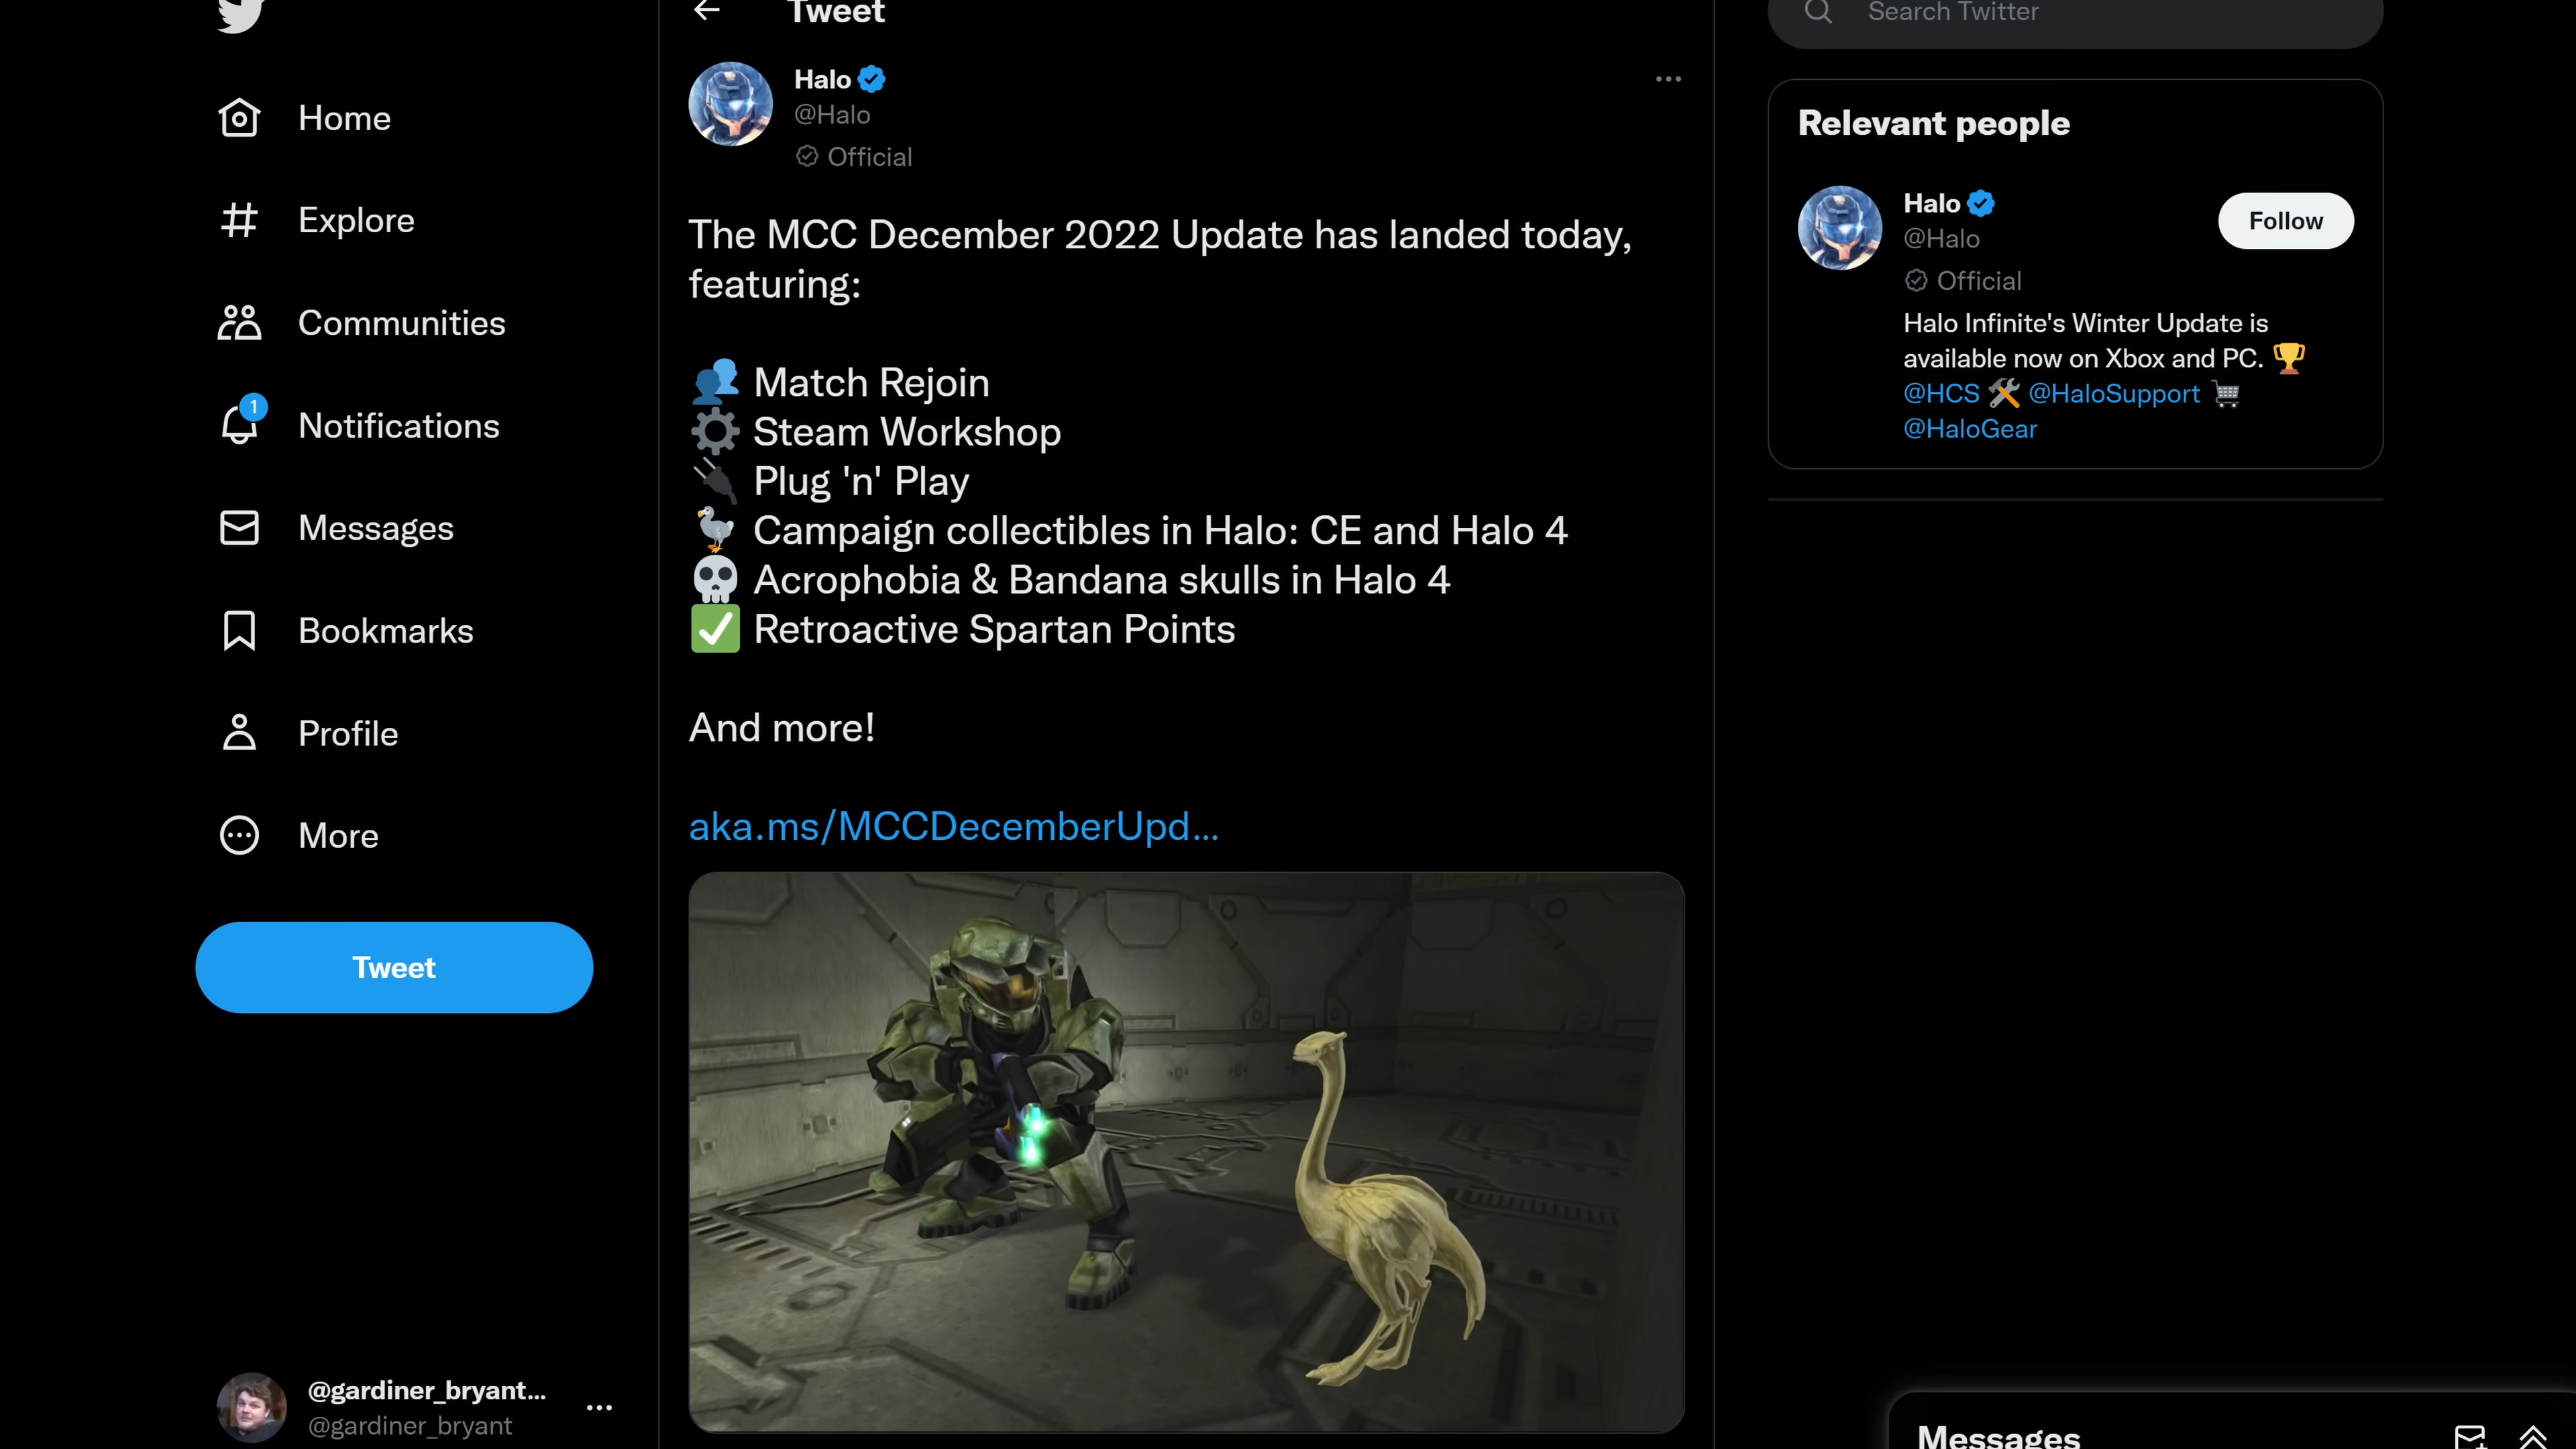 Home
Explore
Communities
1
Notifications
Messages
Bookmarks
Profile
More
Tweet
@gardiner_bryant...
@gardiner_bryant
Tweet
Halo
@Halo
Official
The MCC December 2022 Update has landed today,
featuring:
👥 Match Rejoin
⚙️ Steam Workshop
🔌 Plug 'n' Play
🦤 Campaign collectibles in Halo: CE and Halo 4
💀 Acrophobia & Bandana skulls in Halo 4
✅ Retroactive Spartan Points
And more!
aka.ms/MCCDecemberUpd...
Search Twitter
Relevant people
Halo
@Halo
Follow
Official
Halo Infinite's Winter Update is
available now on Xbox and PC. 🏆
@HCS 🛠️ @HaloSupport 🛒
@HaloGear
Messages